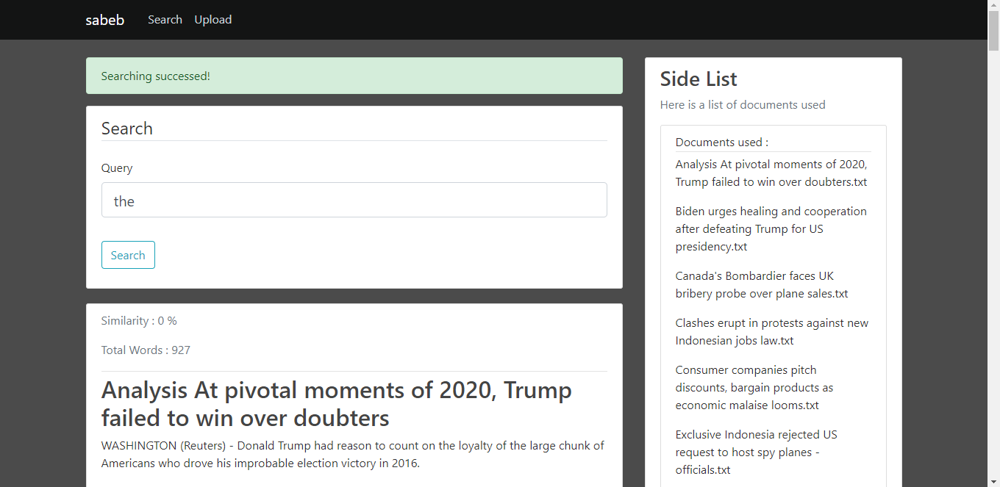 sabeb Search Upload
Searching successed!
Search
Query
the
Search
Similarity : 0 %
Total Words : 927
Analysis At pivotal moments of 2020, Trump
failed to win over doubters
WASHINGTON (Reuters) - Donald Trump had reason to count on the loyalty of the large chunk of
Americans who drove his improbable election victory in 2016.
Side List
Here is a list of documents used
Documents used :
Analysis At pivotal moments of 2020,
Trump failed to win over doubters.txt
Biden urges healing and cooperation
after defeating Trump for US
presidency.txt
Canada's Bombardier faces UK
bribery probe over plane sales.txt
Clashes erupt in protests against new
Indonesian jobs law.txt
Consumer companies pitch
discounts, bargain products as
economic malaise looms.txt
Exclusive Indonesia rejected US
request to host spy planes -
officials.txt